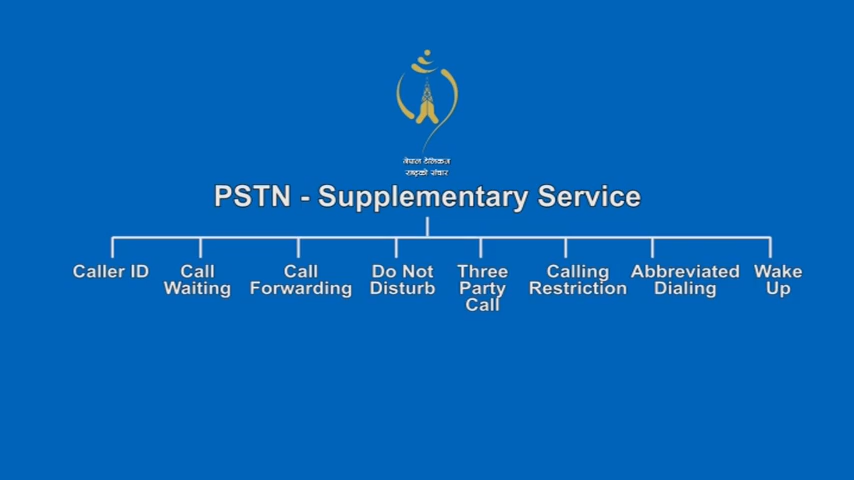 नेपाल टेलिकम
राष्ट्रको संचार
PSTN - Supplementary Service
Caller ID
Call
Waiting
Call
Forwarding
Do Not
Disturb
Three
Party
Call
Calling
Restriction
Abbreviated
Dialing
Wake
Up